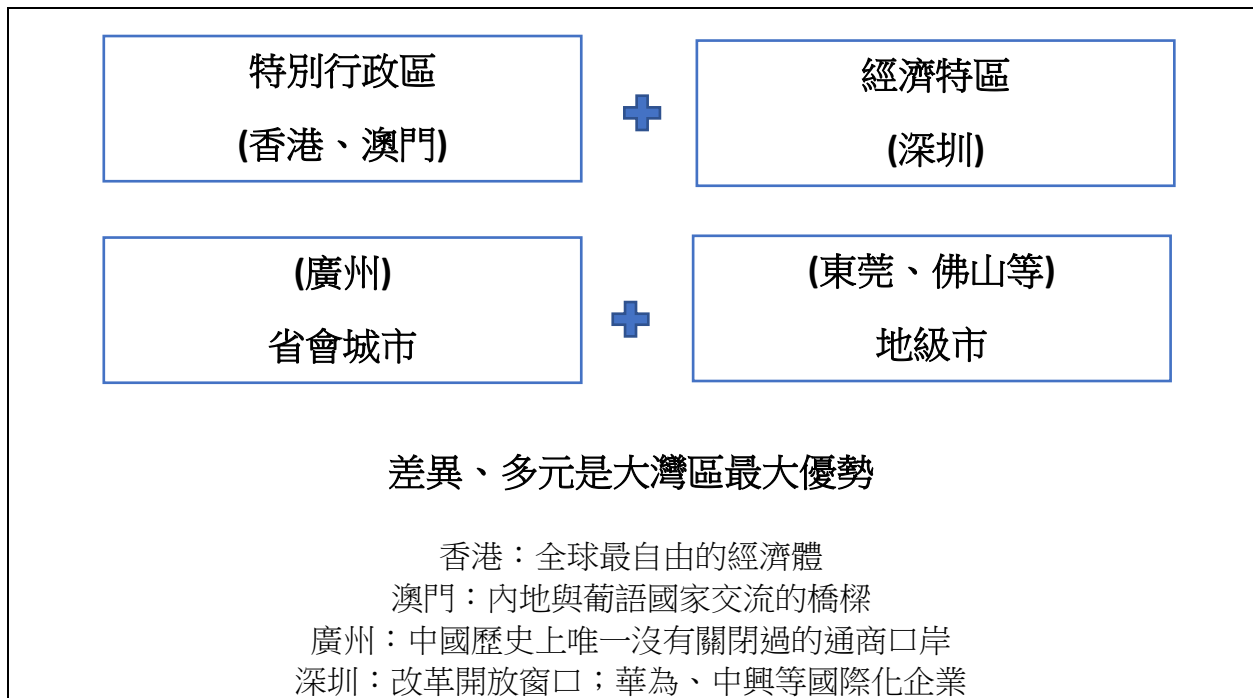 特別行政區
(香港、澳門)
經濟特區
(深圳)
(廣州)
省會城市
(東莞、佛山等)
地級市
差異、多元是大灣區最大優勢
香港：全球最自由的經濟體
澳門：內地與葡語國家交流的橋樑
廣州：中國歷史上唯一沒有關閉過的通商口岸
深圳：改革開放窗口；華為、中興等國際化企業